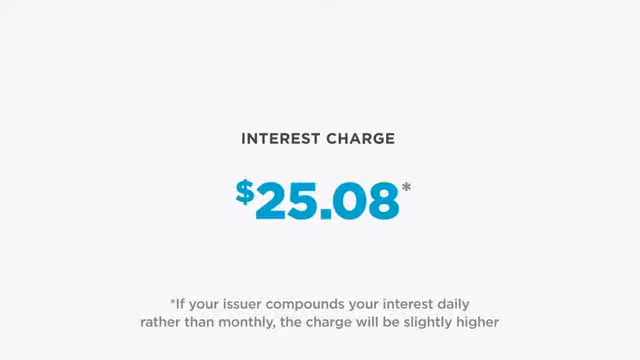 INTEREST CHARGE
$25.08*
*If your issuer compounds your interest daily
rather than monthly, the charge will be slightly higher